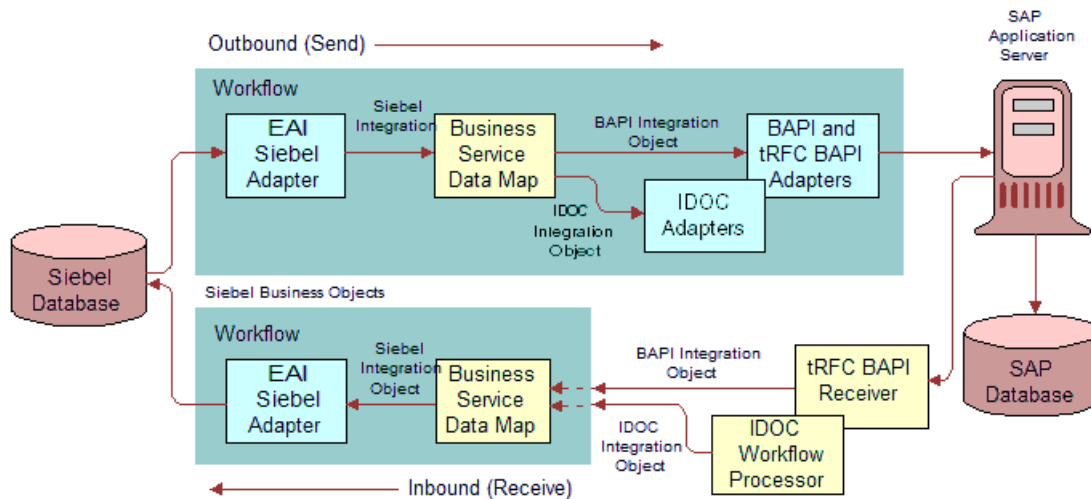 Outbound (Send)
SAP
Application
Server
Workflow
EAI
Siebel
Adapter
Siebel
Integration
Business
Service
Data Map
BAPI Integration
Object
BAPI and
tRFC BAPI
Adapters
IDOC
Integration
Object
IDOC
Adapters
Siebel
Database
Siebel Business Objects
Workflow
EAI
Siebel
Adapter
Siebel
Integration
Object
Business
Service
Data Map
BAPI Integration
Object
tRFC BAPI
Receiver
SAP
Database
IDOC
Integration
Object
IDOC
Workflow
Processor
Inbound (Receive)